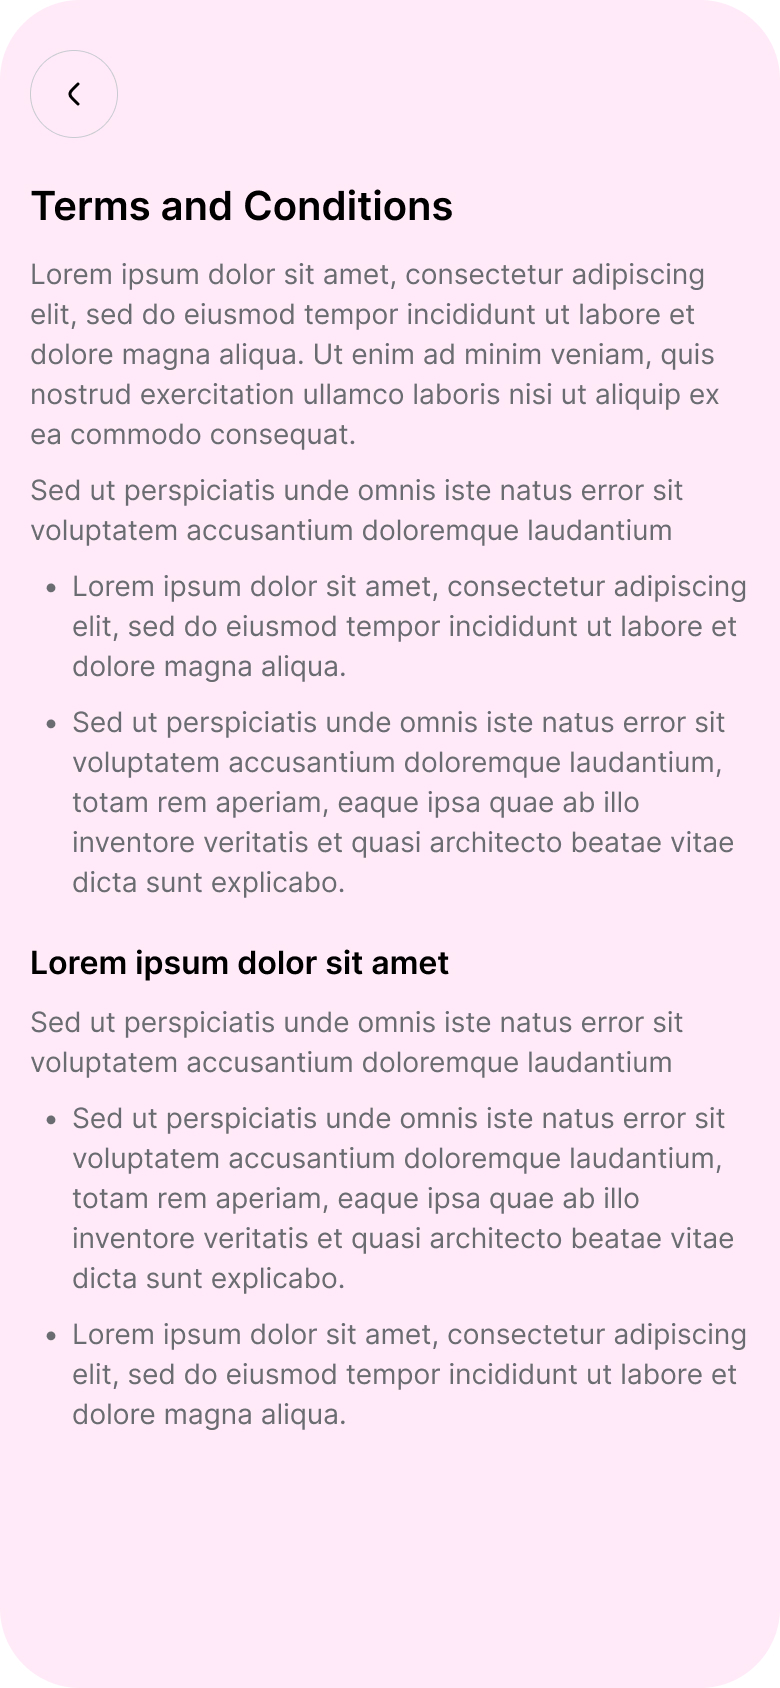 Terms and Conditions
Lorem ipsum dolor sit amet, consectetur adipiscing
elit, sed do eiusmod tempor incididunt ut labore et
dolore magna aliqua. Ut enim ad minim veniam, quis
nostrud exercitation ullamco laboris nisi ut aliquip ex
ea commodo consequat.
Sed ut perspiciatis unde omnis iste natus error sit
voluptatem accusantium doloremque laudantium
• Lorem ipsum dolor sit amet, consectetur adipiscing
elit, sed do eiusmod tempor incididunt ut labore et
dolore magna aliqua.
• Sed ut perspiciatis unde omnis iste natus error sit
voluptatem accusantium doloremque laudantium,
totam rem aperiam, eaque ipsa quae ab illo
inventore veritatis et quasi architecto beatae vitae
dicta sunt explicabo.
Lorem ipsum dolor sit amet
Sed ut perspiciatis unde omnis iste natus error sit
voluptatem accusantium doloremque laudantium
• Sed ut perspiciatis unde omnis iste natus error sit
voluptatem accusantium doloremque laudantium,
totam rem aperiam, eaque ipsa quae ab illo
inventore veritatis et quasi architecto beatae vitae
dicta sunt explicabo.
• Lorem ipsum dolor sit amet, consectetur adipiscing
elit, sed do eiusmod tempor incididunt ut labore et
dolore magna aliqua.